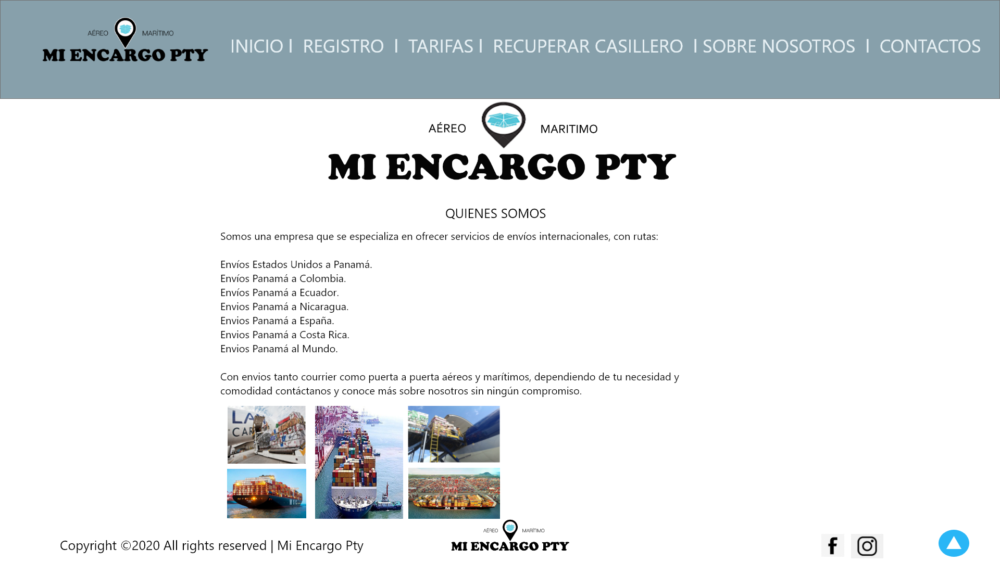 AÉREO MARÍTIMO
MI ENCARGO PTY
INICIO l REGISTRO l TARIFAS l RECUPERAR CASILLERO l SOBRE NOSOTROS l CONTACTOS
AÉREO MARITIMO
MI ENCARGO PTY
QUIENES SOMOS
Somos una empresa que se especializa en ofrecer servicios de envíos internacionales, con rutas:
Envíos Estados Unidos a Panamá.
Envíos Panamá a Colombia.
Envíos Panamá a Ecuador.
Envios Panamá a Nicaragua.
Envios Panamá a España.
Envios Panamá a Costa Rica.
Envios Panamá al Mundo.
Con envios tanto courrier como puerta a puerta aéreos y marítimos, dependiendo de tu necesidad y
comodidad contáctanos y conoce más sobre nosotros sin ningún compromiso.
MSC
MSC
AÉREO MARÍTIMO
MI ENCARGO PTY
Copyright ©2020 All rights reserved | Mi Encargo Pty